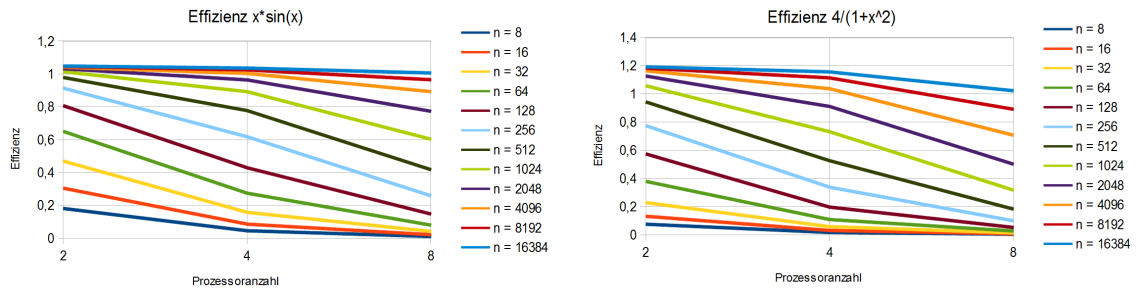 Effizienz x*sin(x)
1,2
1
0,8
0,6
0,4
0,2
0
2
4
8
Effizienz
Prozessoranzahl
n = 8
n = 16
n = 32
n = 64
n = 128
n = 256
n = 512
n = 1024
n = 2048
n = 4096
n = 8192
n = 16384
Effizienz 4/(1+x^2)
1,4
1,2
1
0,8
0,6
0,4
0,2
0
2
4
8
Effizienz
Prozessoranzahl
n = 8
n = 16
n = 32
n = 64
n = 128
n = 256
n = 512
n = 1024
n = 2048
n = 4096
n = 8192
n = 16384